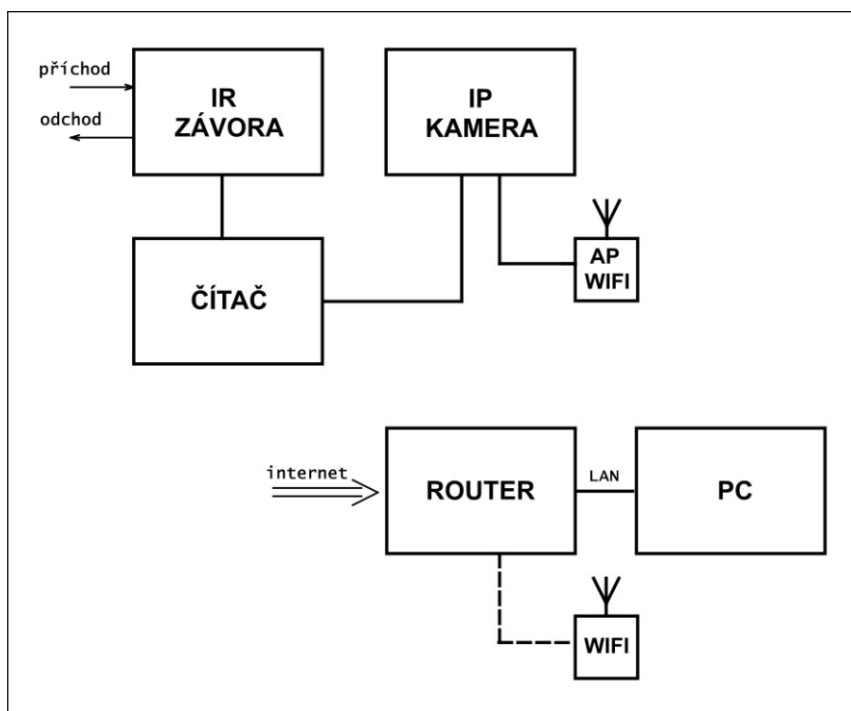 příchod
odchod
IR
ZÁVORA
IP
KAMERA
ČÍTAČ
AP
WIFI
internet
ROUTER
LAN
PC
WIFI